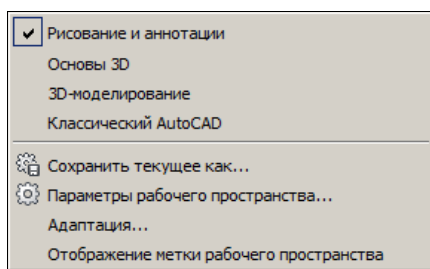 Рисование и аннотации
Основы 3D
3D-моделирование
Классический AutoCAD
Сохранить текущее как...
Параметры рабочего пространства...
Адаптация...
Отображение метки рабочего пространства